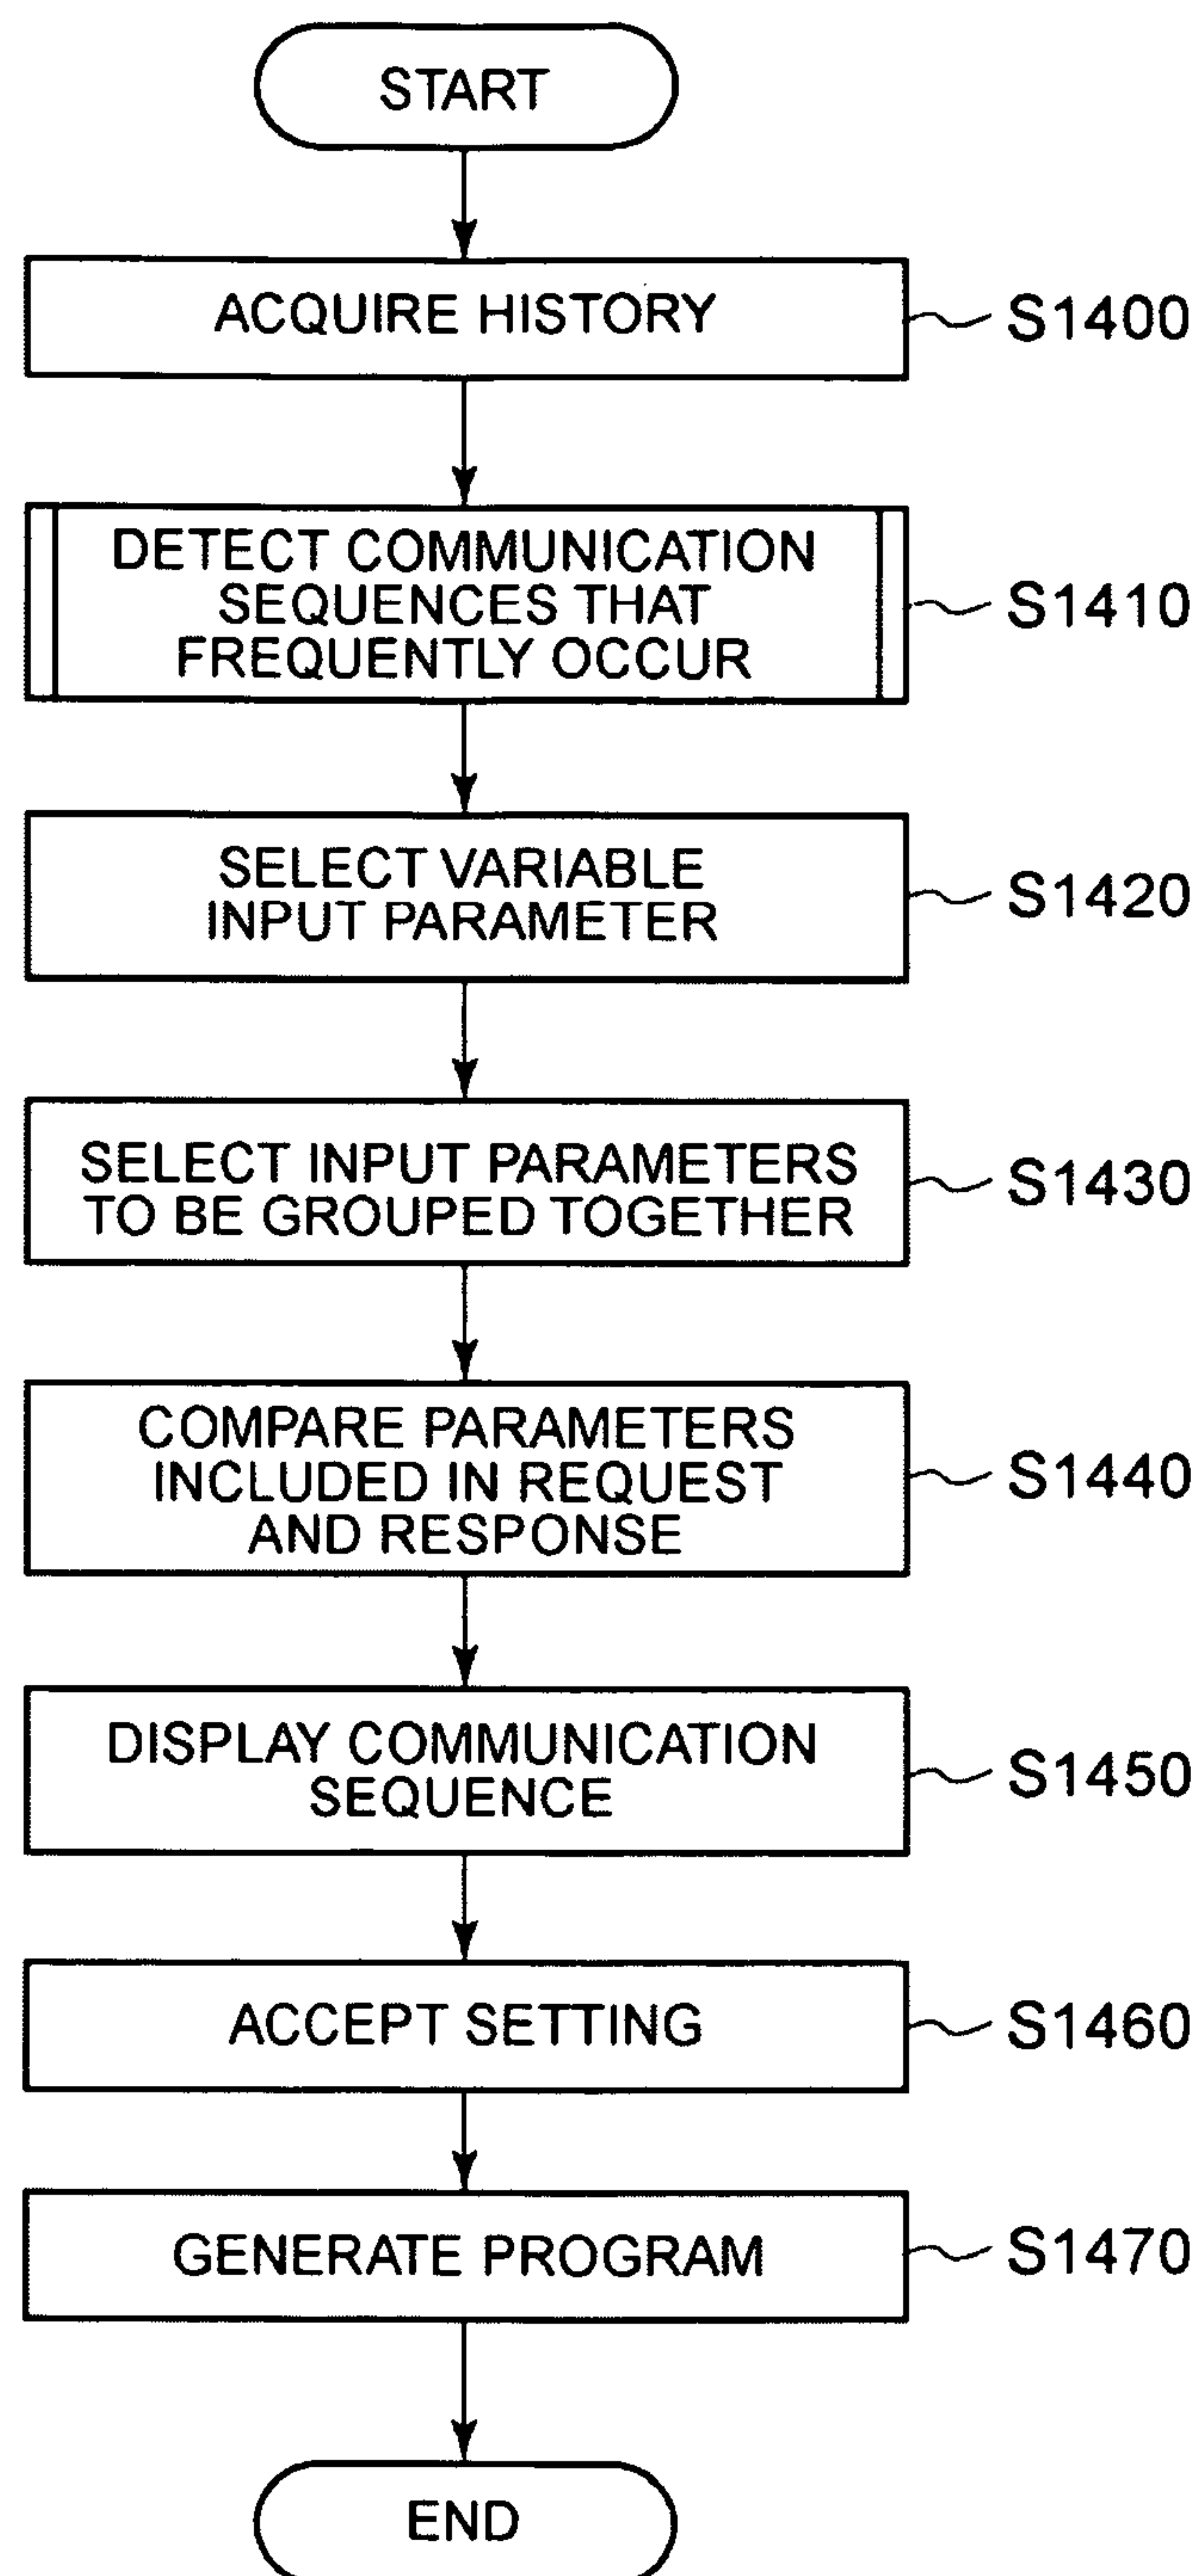 START
ACQUIRE HISTORY
S1400
DETECT COMMUNICATION
SEQUENCES THAT
FREQUENTLY OCCUR
S1410
SELECT VARIABLE
INPUT PARAMETER
S1420
SELECT INPUT PARAMETERS
TO BE GROUPED TOGETHER
S1430
COMPARE PARAMETERS
INCLUDED IN REQUEST
AND RESPONSE
S1440
DISPLAY COMMUNICATION
SEQUENCE
S1450
ACCEPT SETTING
S1460
GENERATE PROGRAM
S1470
END